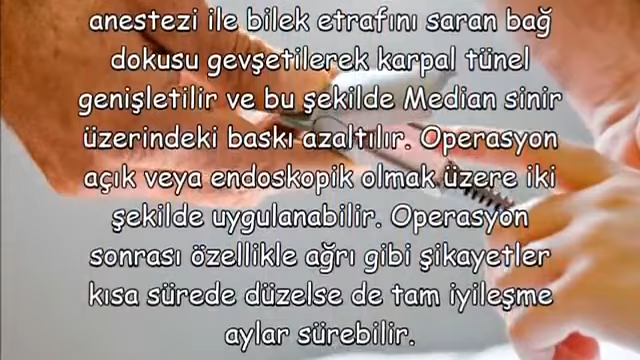 anestezi ile bilek etrafını saran bağ
dokusu gevşetilerek karpal tünel
genişletilir ve bu şekilde Median sinir
üzerindeki baskı azaltılır. Operasyon
açık veya endoskopik olmak üzere iki
şekilde uygulanabilir. Operasyon
sonrası özellikle ağrı gibi şikayetler
kısa sürede düzelse de tam iyileşme
aylar sürebilir.